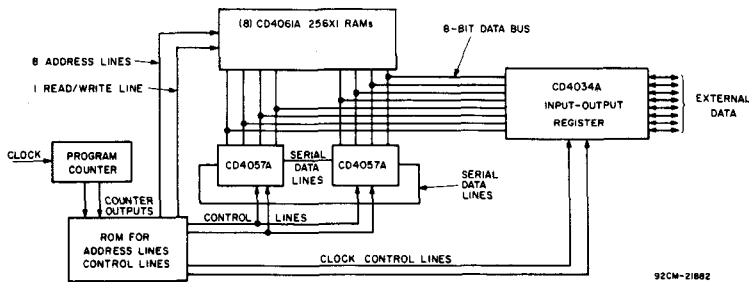 (8) CD4061A 256X1 RAMs
8 ADDRESS LINES
1 READ/WRITE LINE
8-BIT DATA BUS
CD4034A
INPUT-OUTPUT
REGISTER
EXTERNAL
DATA
CLOCK
PROGRAM
COUNTER
CD4057A
SERIAL
DATA
LINES
CD4057A
SERIAL
DATA
LINES
COUNTER
OUTPUTS
CONTROL LINES
ROM FOR
ADDRESS LINES
CONTROL LINES
CLOCK CONTROL LINES
92CM-21882